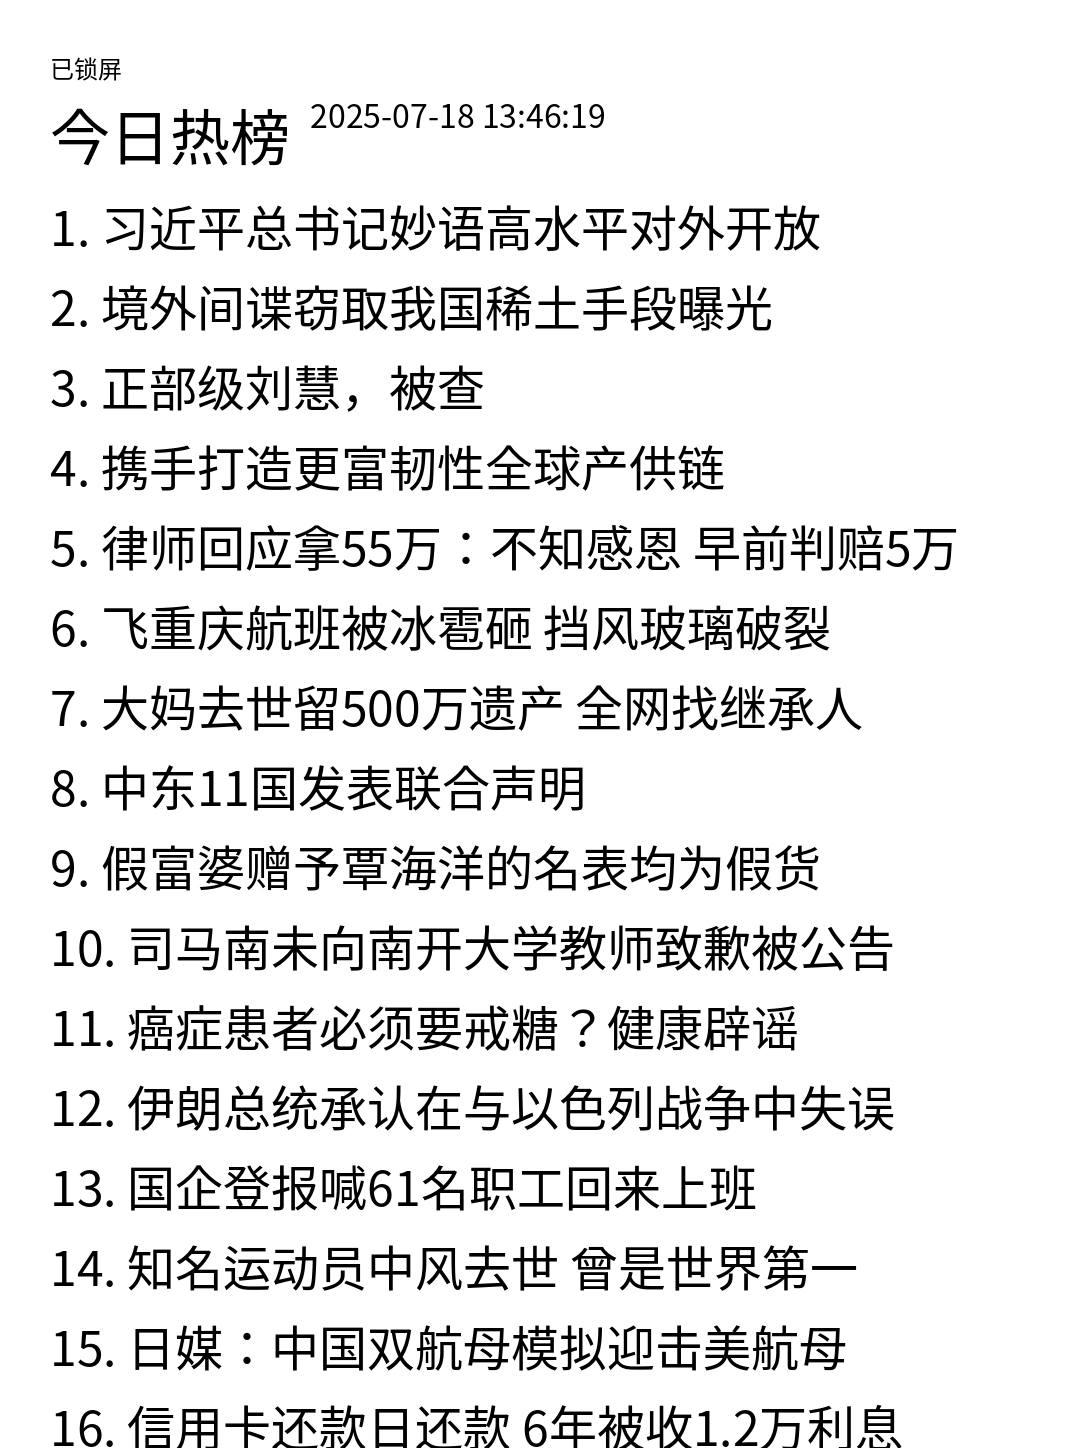 已锁屏
今日热榜 2025-07-18 13:46:19
1. 习近平总书记妙语高水平对外开放
2. 境外间谍窃取我国稀土手段曝光
3. 正部级刘慧，被查
4. 携手打造更富韧性全球产供链
5. 律师回应拿55万：不知感恩 早前判赔5万
6. 飞重庆航班被冰雹砸 挡风玻璃破裂
7. 大妈去世留500万遗产 全网找继承人
8. 中东11国发表联合声明
9. 假富婆赠予覃海洋的名表均为假货
10. 司马南未向南开大学教师致歉被公告
11. 癌症患者必须要戒糖？健康辟谣
12. 伊朗总统承认在与以色列战争中失误
13. 国企登报喊61名职工回来上班
14. 知名运动员中风去世 曾是世界第一
15. 日媒：中国双航母模拟迎击美航母
16. 信用卡还款日还款 6年被收1.2万利息